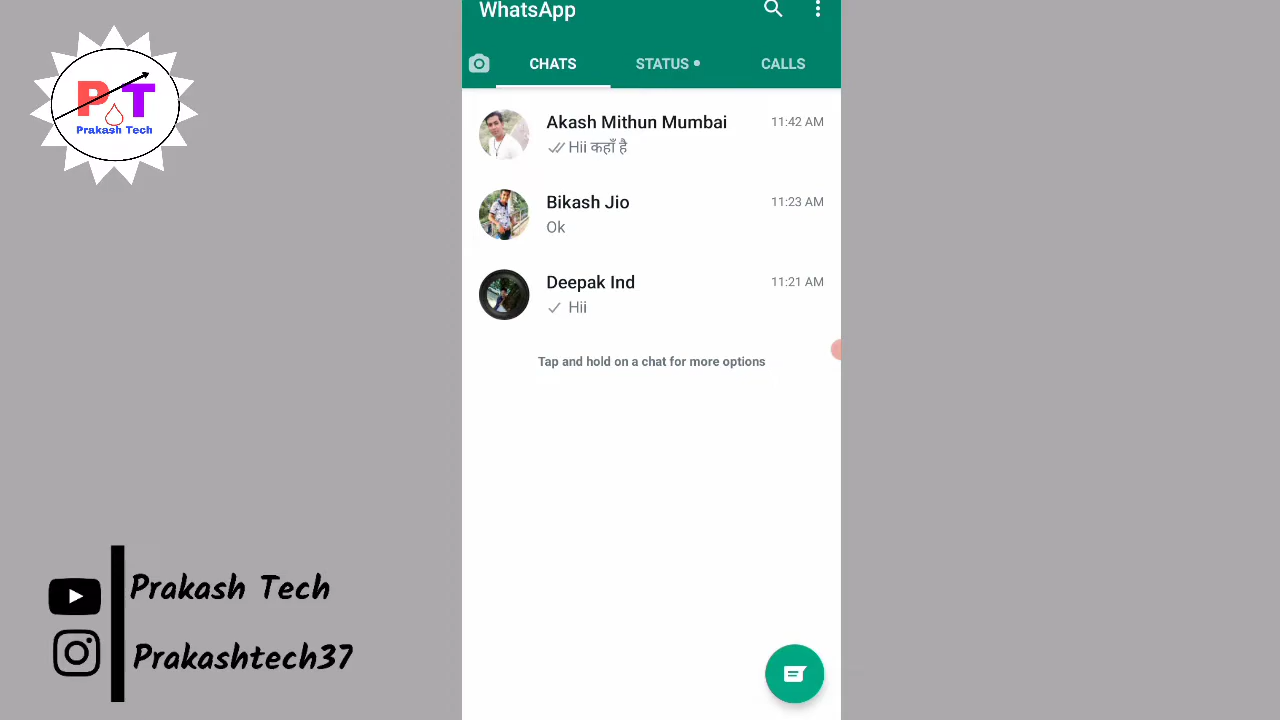 P T
Prakash Tech
WhatsApp
CHATS STATUS CALLS
Akash Mithun Mumbai 11:42 AM
Hii कहाँ है
Bikash Jio 11:23 AM
Ok
Deepak Ind 11:21 AM
Hii
Tap and hold on a chat for more options
Prakash Tech
Prakashtech37